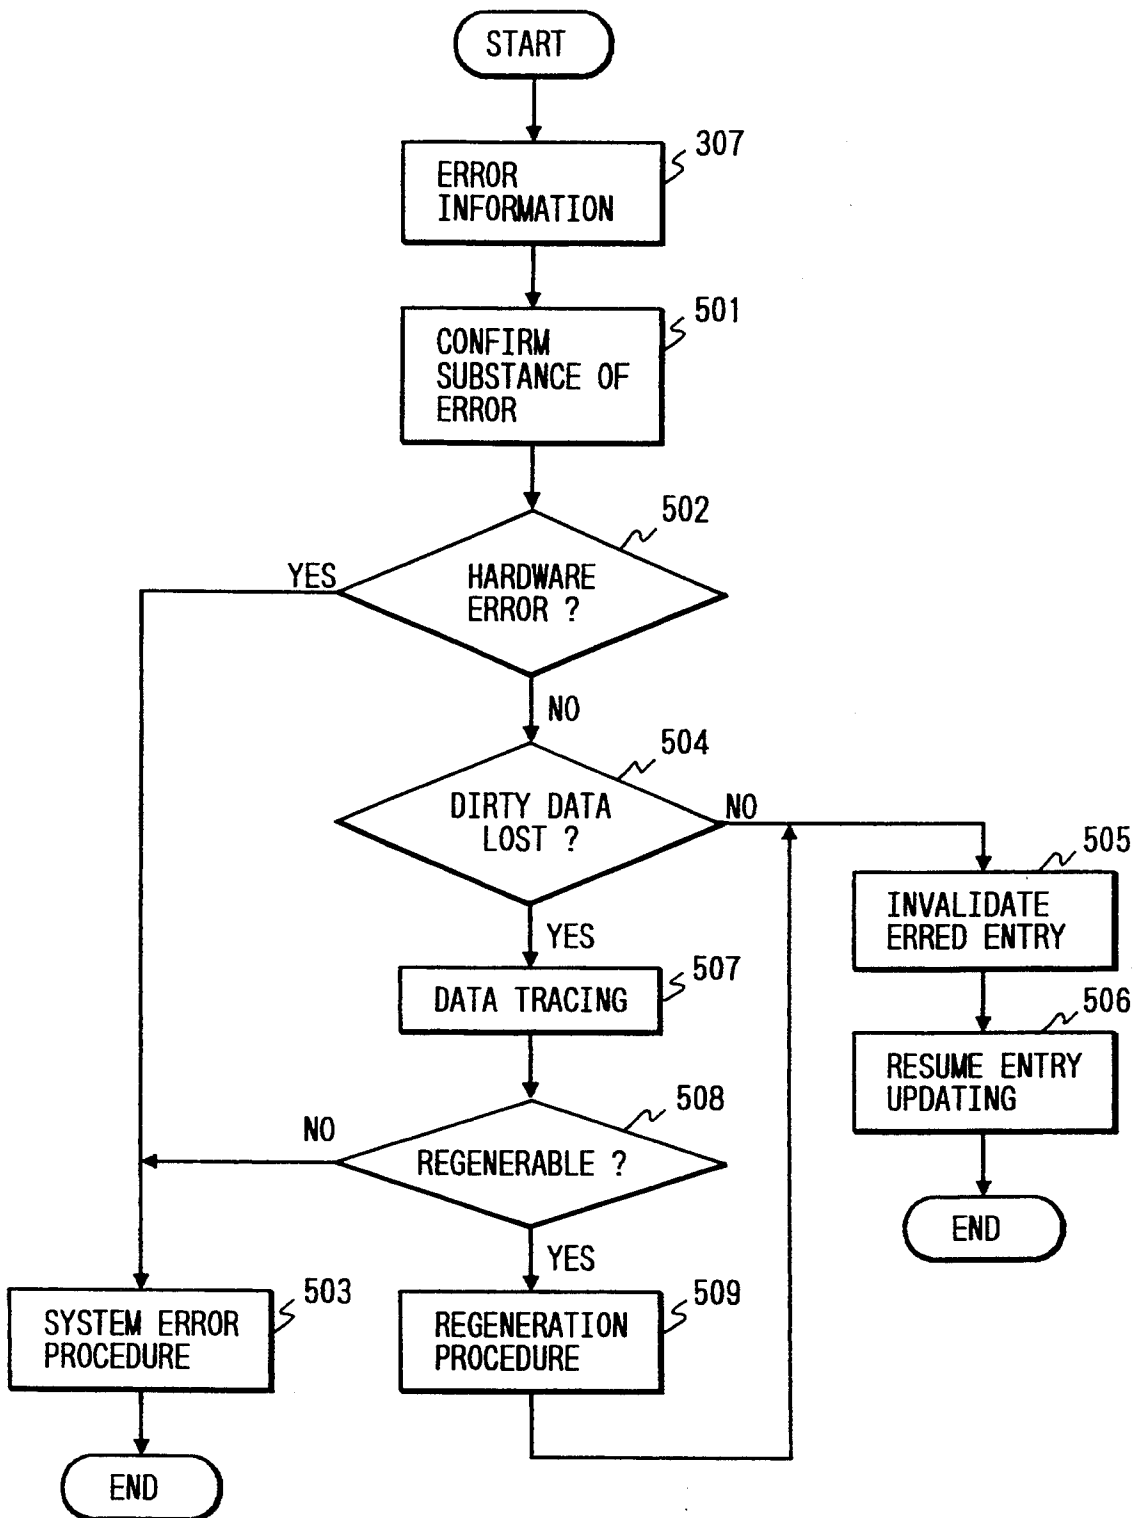 START
307
ERROR
INFORMATION
501
CONFIRM
SUBSTANCE OF
ERROR
502
YES
HARDWARE
ERROR ?
NO
504
DIRTY DATA
LOST ?
NO
505
INVALIDATE
ERRED ENTRY
YES
507
DATA TRACING
506
RESUME ENTRY
UPDATING
508
NO
REGENERABLE ?
END
YES
503
SYSTEM ERROR
PROCEDURE
509
REGENERATION
PROCEDURE
END